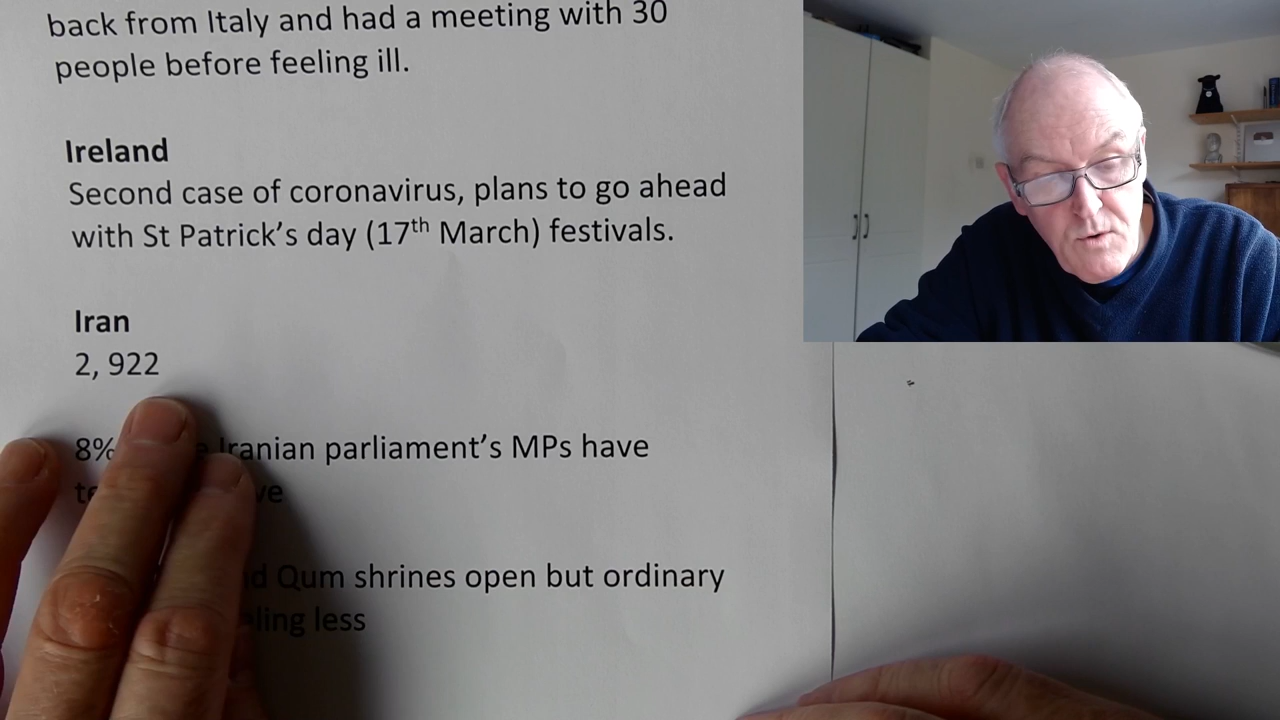 back from Italy and had a meeting with 30
people before feeling ill.
Ireland
Second case of coronavirus, plans to go ahead
with St Patrick's day (17th March) festivals.
Iran
2, 922
8% Iranian parliament's MPs have
Qum shrines open but ordinary
less